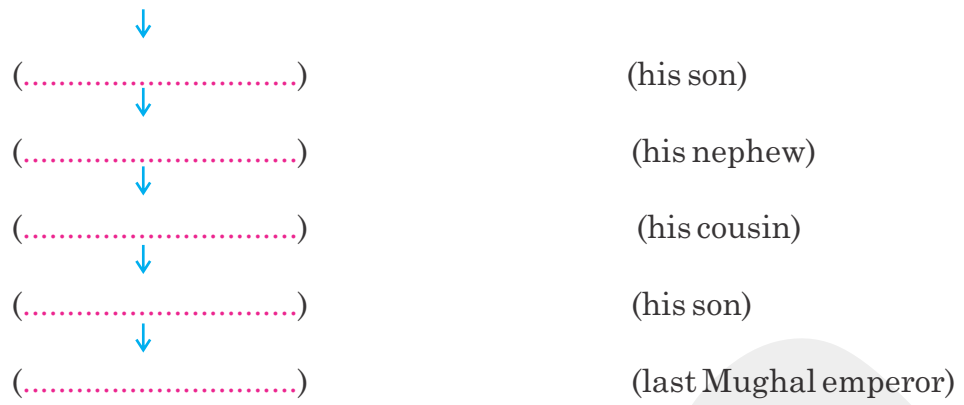 (..............................) (his son)
(..............................) (his nephew)
(..............................) (his cousin)
(..............................) (his son)
(..............................) (last Mughal emperor)